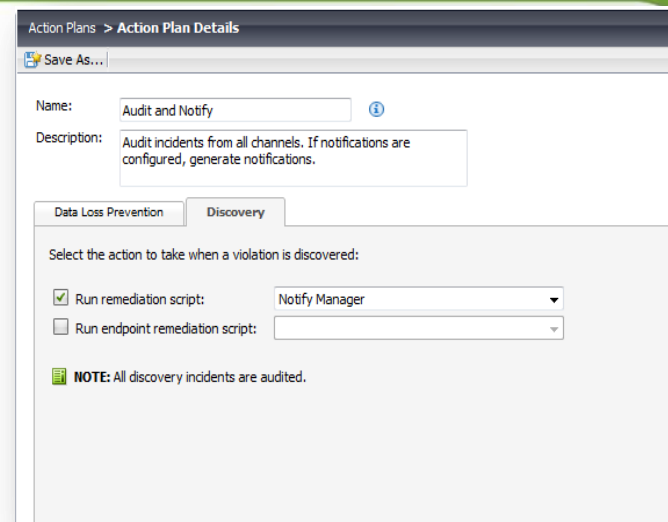 Action Plans > Action Plan Details
Save As...
Name: Audit and Notify
Description: Audit incidents from all channels. If notifications are
configured, generate notifications.
Data Loss Prevention Discovery
Select the action to take when a violation is discovered:
Run remediation script: Notify Manager
Run endpoint remediation script:
NOTE: All discovery incidents are audited.